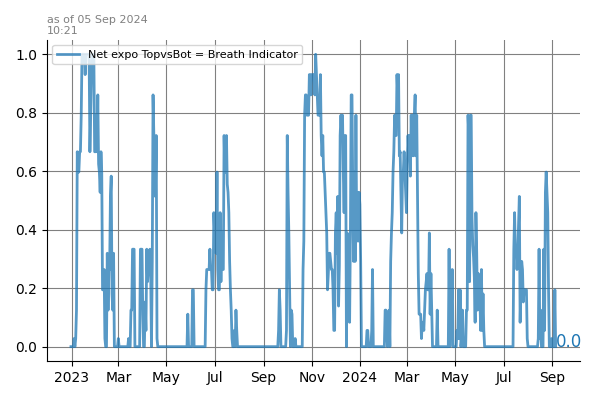 as of 05 Sep 2024
10:21
Net expo TopvsBot = Breath Indicator
1.0
0.8
0.6
0.4
0.2
0.0
0.0
2023 Mar May Jul Sep Nov 2024 Mar May Jul Sep